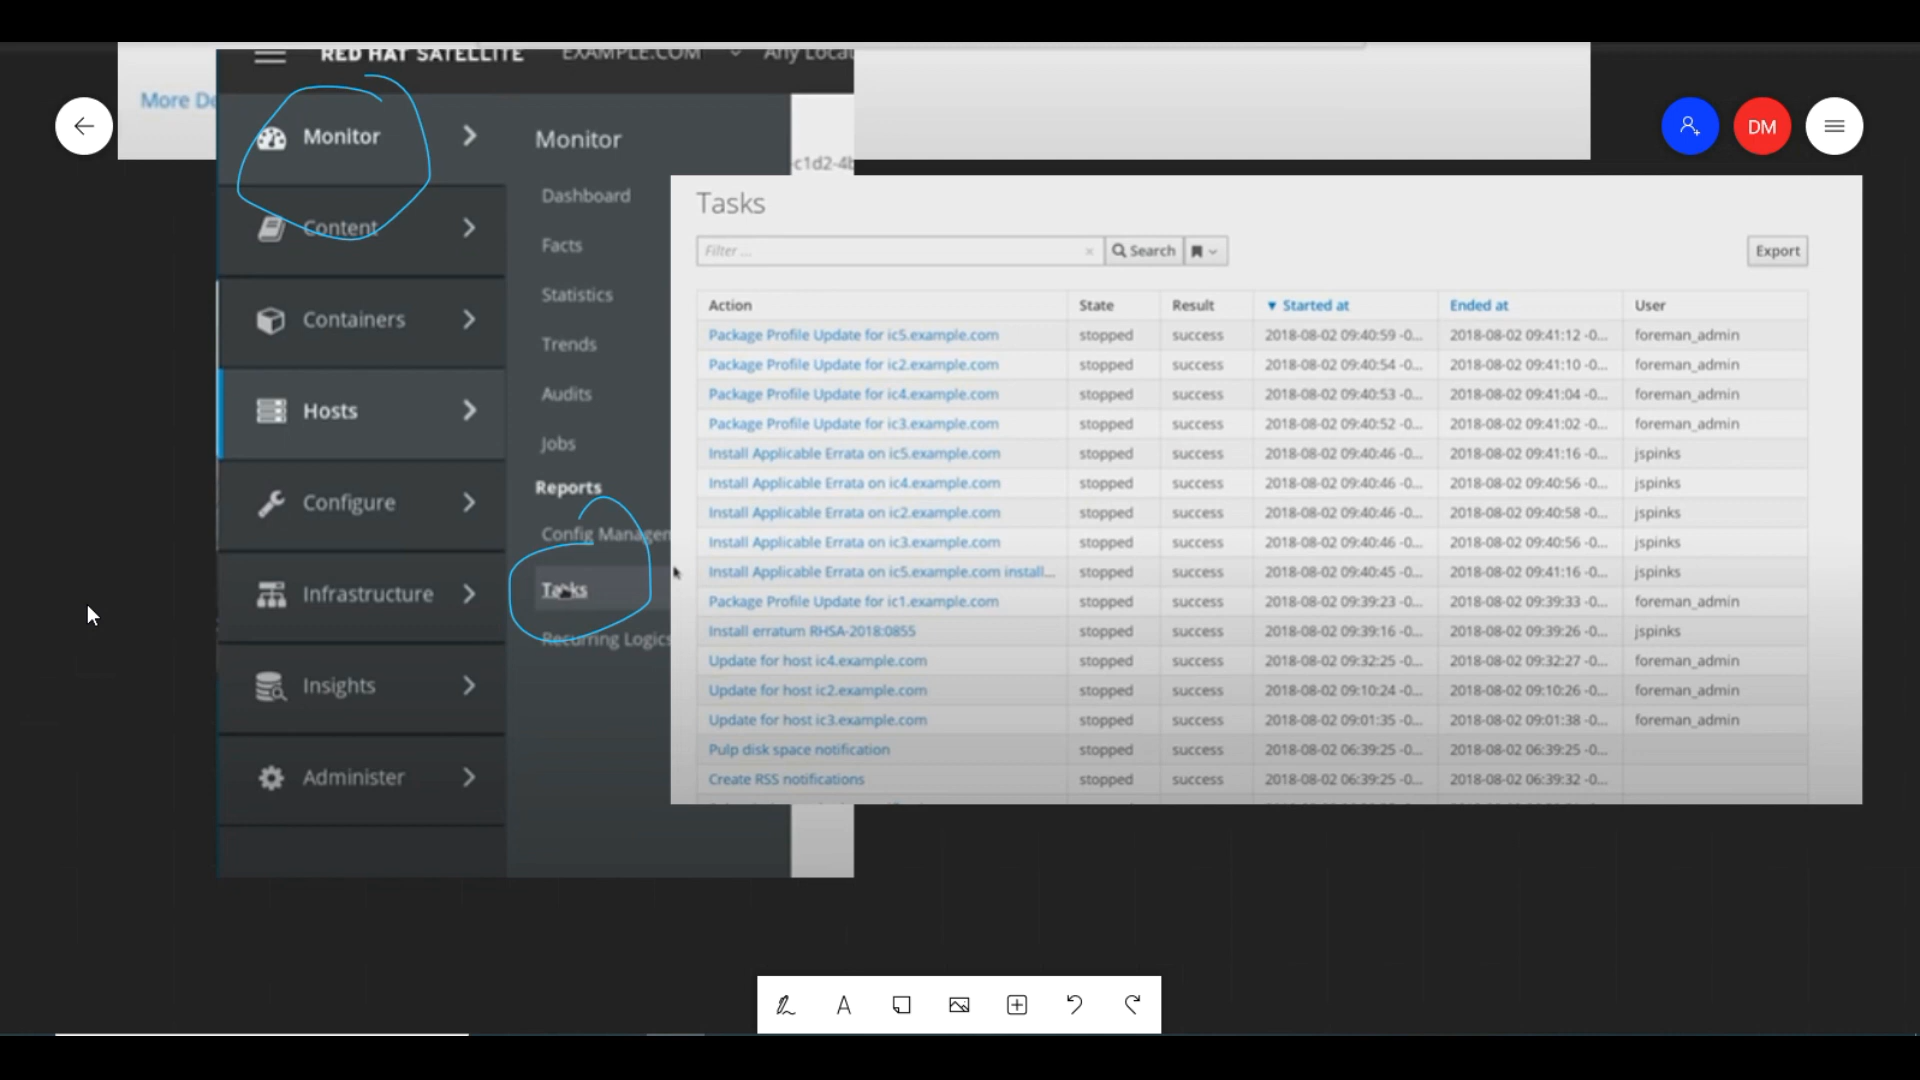 RED HAT SATELLITE EXAMPLE.COM Any Locat
More De
Monitor
Content
Containers
Hosts
Configure
Infrastructure
Insights
Administer
Monitor
Dashboard
Facts
Statistics
Trends
Audits
Jobs
Reports
Config Managem
Tasks
Recurring Logics
c1d2-4b
DM
Tasks
Filter ... × Search Export
Action State Result ▼ Started at Ended at User
Package Profile Update for ic5.example.com stopped success 2018-08-02 09:40:59 -0... 2018-08-02 09:41:12 -0... foreman_admin
Package Profile Update for ic2.example.com stopped success 2018-08-02 09:40:54 -0... 2018-08-02 09:41:10 -0... foreman_admin
Package Profile Update for ic4.example.com stopped success 2018-08-02 09:40:53 -0... 2018-08-02 09:41:04 -0... foreman_admin
Package Profile Update for ic3.example.com stopped success 2018-08-02 09:40:52 -0... 2018-08-02 09:41:02 -0... foreman_admin
Install Applicable Errata on ic5.example.com stopped success 2018-08-02 09:40:46 -0... 2018-08-02 09:41:16 -0... jspinks
Install Applicable Errata on ic4.example.com stopped success 2018-08-02 09:40:46 -0... 2018-08-02 09:40:56 -0... jspinks
Install Applicable Errata on ic2.example.com stopped success 2018-08-02 09:40:46 -0... 2018-08-02 09:40:58 -0... jspinks
Install Applicable Errata on ic3.example.com stopped success 2018-08-02 09:40:46 -0... 2018-08-02 09:40:56 -0... jspinks
Install Applicable Errata on ic5.example.com install... stopped success 2018-08-02 09:40:45 -0... 2018-08-02 09:41:16 -0... jspinks
Package Profile Update for ic1.example.com stopped success 2018-08-02 09:39:23 -0... 2018-08-02 09:39:33 -0... foreman_admin
Install erratum RHSA-2018:0855 stopped success 2018-08-02 09:39:16 -0... 2018-08-02 09:39:26 -0... jspinks
Update for host ic4.example.com stopped success 2018-08-02 09:32:25 -0... 2018-08-02 09:32:27 -0... foreman_admin
Update for host ic2.example.com stopped success 2018-08-02 09:10:24 -0... 2018-08-02 09:10:26 -0... foreman_admin
Update for host ic3.example.com stopped success 2018-08-02 09:01:35 -0... 2018-08-02 09:01:38 -0... foreman_admin
Pulp disk space notification stopped success 2018-08-02 06:39:25 -0... 2018-08-02 06:39:25 -0...
Create RSS notifications stopped success 2018-08-02 06:39:25 -0... 2018-08-02 06:39:32 -0...